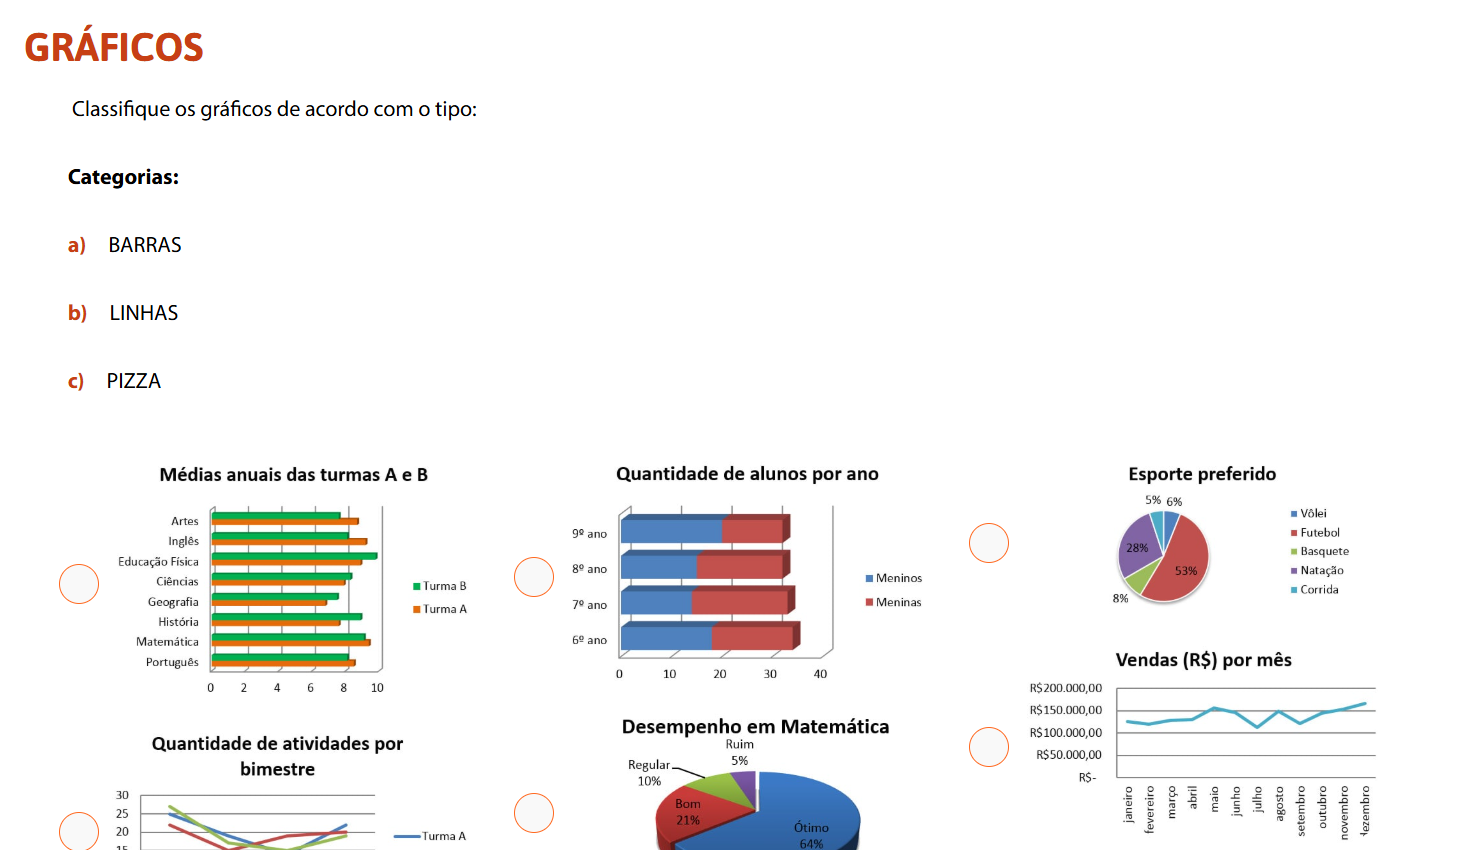 GRÁFICOS
Classifique os gráficos de acordo com o tipo:
Categorias:
a) BARRAS
b) LINHAS
c) PIZZA
Médias anuais das turmas A e B
Artes
Inglês
Educação Física
Ciências
Geografia
História
Matemática
Português
0 2 4 6 8 10
Turma B
Turma A
Quantidade de alunos por ano
9º ano
8º ano
7º ano
6º ano
0 10 20 30 40
Meninos
Meninas
Esporte preferido
5% 6%
28%
53%
8%
Vôlei
Futebol
Basquete
Natação
Corrida
Quantidade de atividades por
bimestre
30
25
20
15
Turma A
Desempenho em Matemática
Ruim
5%
Regular
10%
Bom
21%
Ótimo
64%
Vendas (R$) por mês
R$200.000,00
R$150.000,00
R$100.000,00
R$50.000,00
R$-
janeiro
fevereiro
março
abril
maio
junho
julho
agosto
setembro
outubro
novembro
dezembro